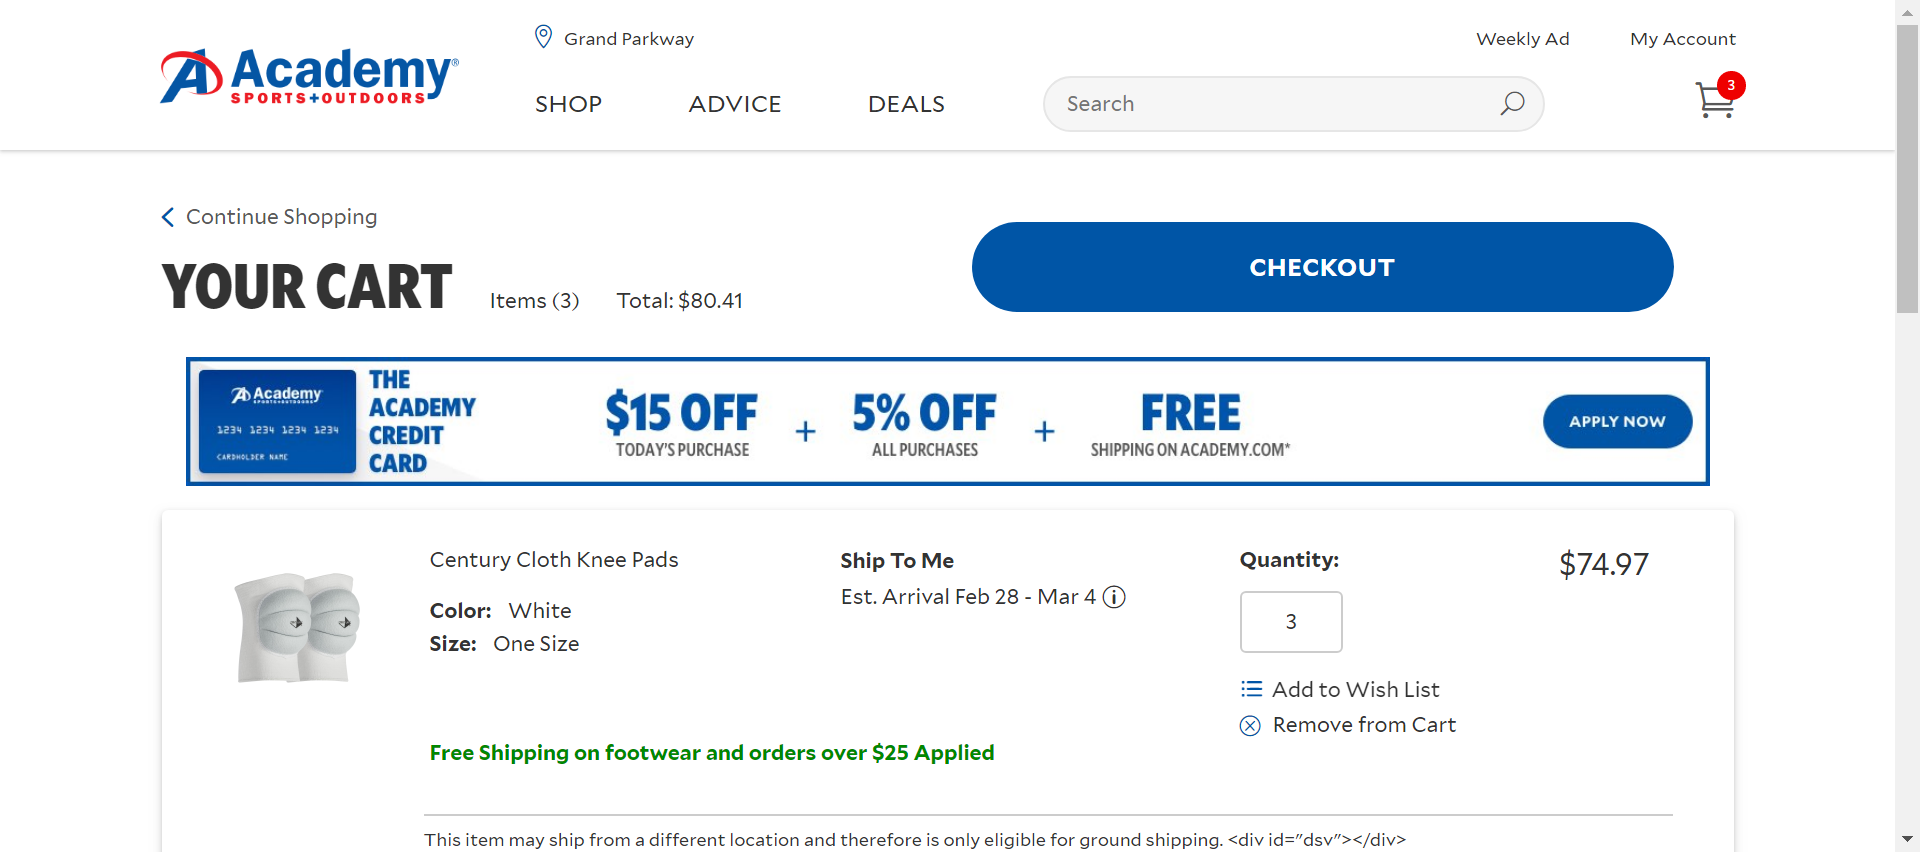 Grand Parkway
Weekly Ad
My Account
Academy®
SPORTS+OUTDOORS
SHOP
ADVICE
DEALS
Search
3
Continue Shopping
YOUR CART
Items (3)
Total: $80.41
CHECKOUT
Academy
SPORTS+OUTDOORS
1234 1234 1234 1234
CARDHOLDER NAME
THE
ACADEMY
CREDIT
CARD
$15 OFF
TODAY'S PURCHASE
+
5% OFF
ALL PURCHASES
+
FREE
SHIPPING ON ACADEMY.COM*
APPLY NOW
Century Cloth Knee Pads
Color: White
Size: One Size
Ship To Me
Est. Arrival Feb 28 - Mar 4
Quantity:
3
Add to Wish List
Remove from Cart
$74.97
Free Shipping on footwear and orders over $25 Applied
This item may ship from a different location and therefore is only eligible for ground shipping. <div id="dsv"></div>